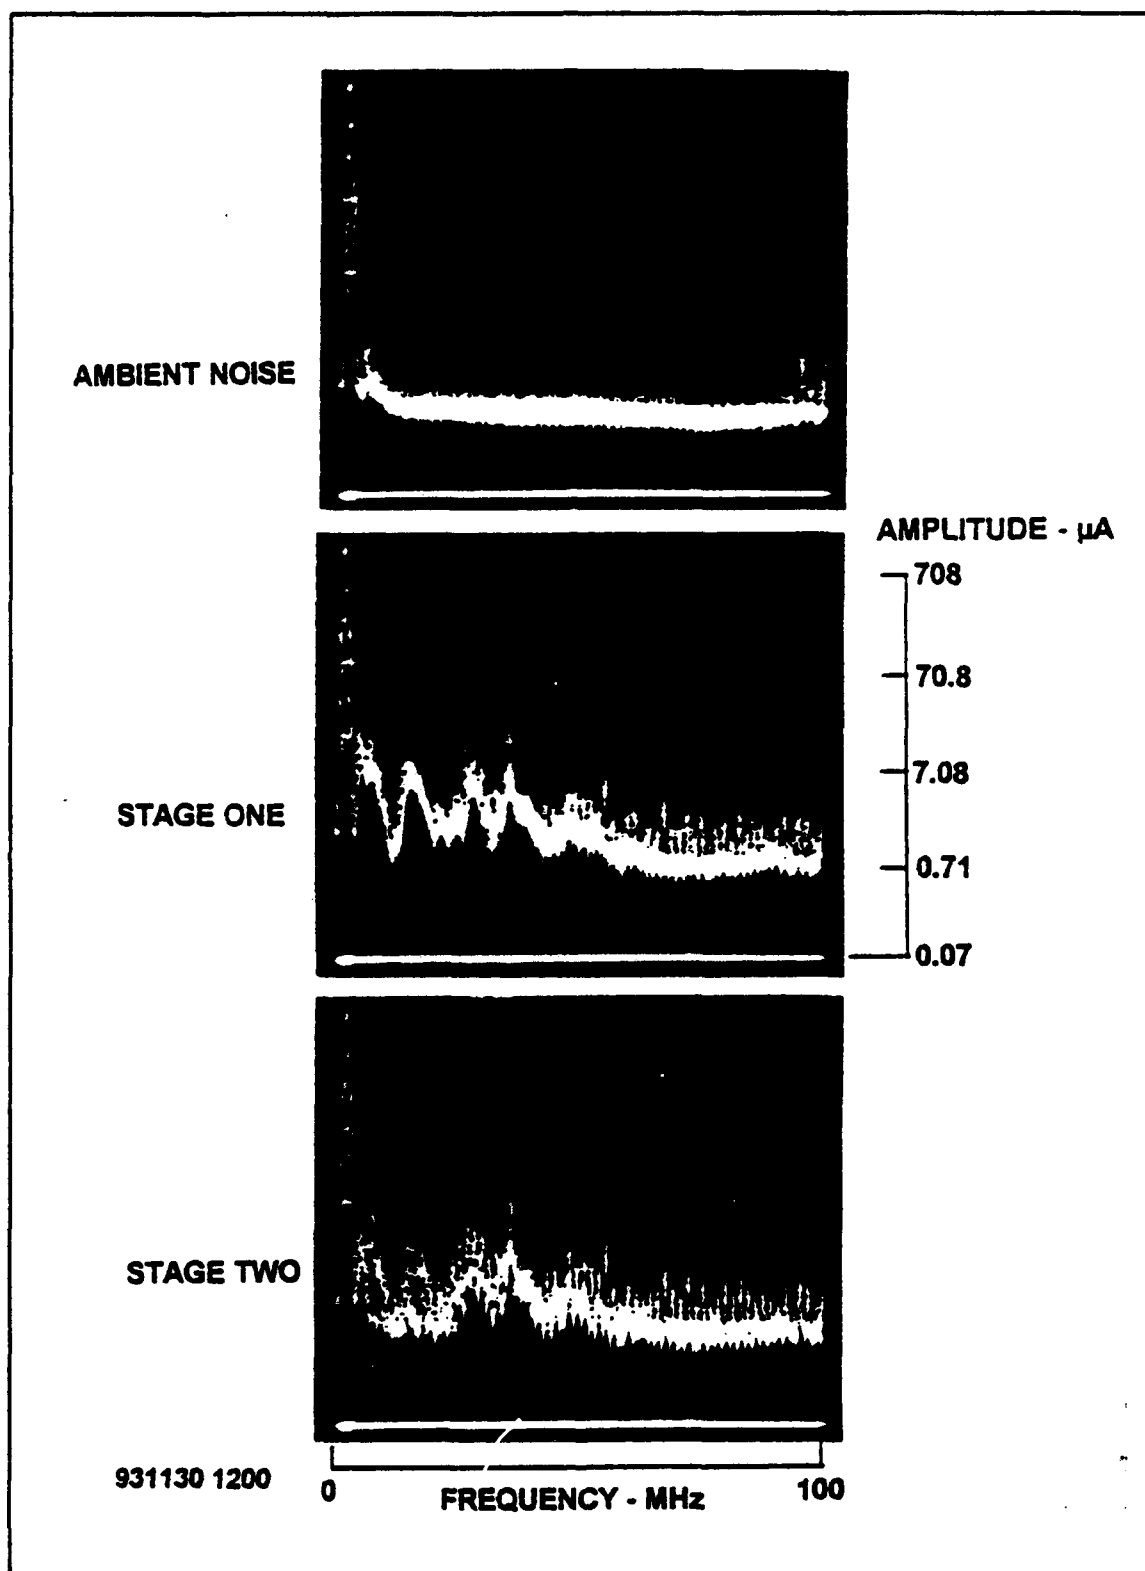 AMBIENT NOISE
AMPLITUDE - µA
708
70.8
7.08
STAGE ONE
0.71
0.07
STAGE TWO
931130 1200
0
100
FREQUENCY - MHz